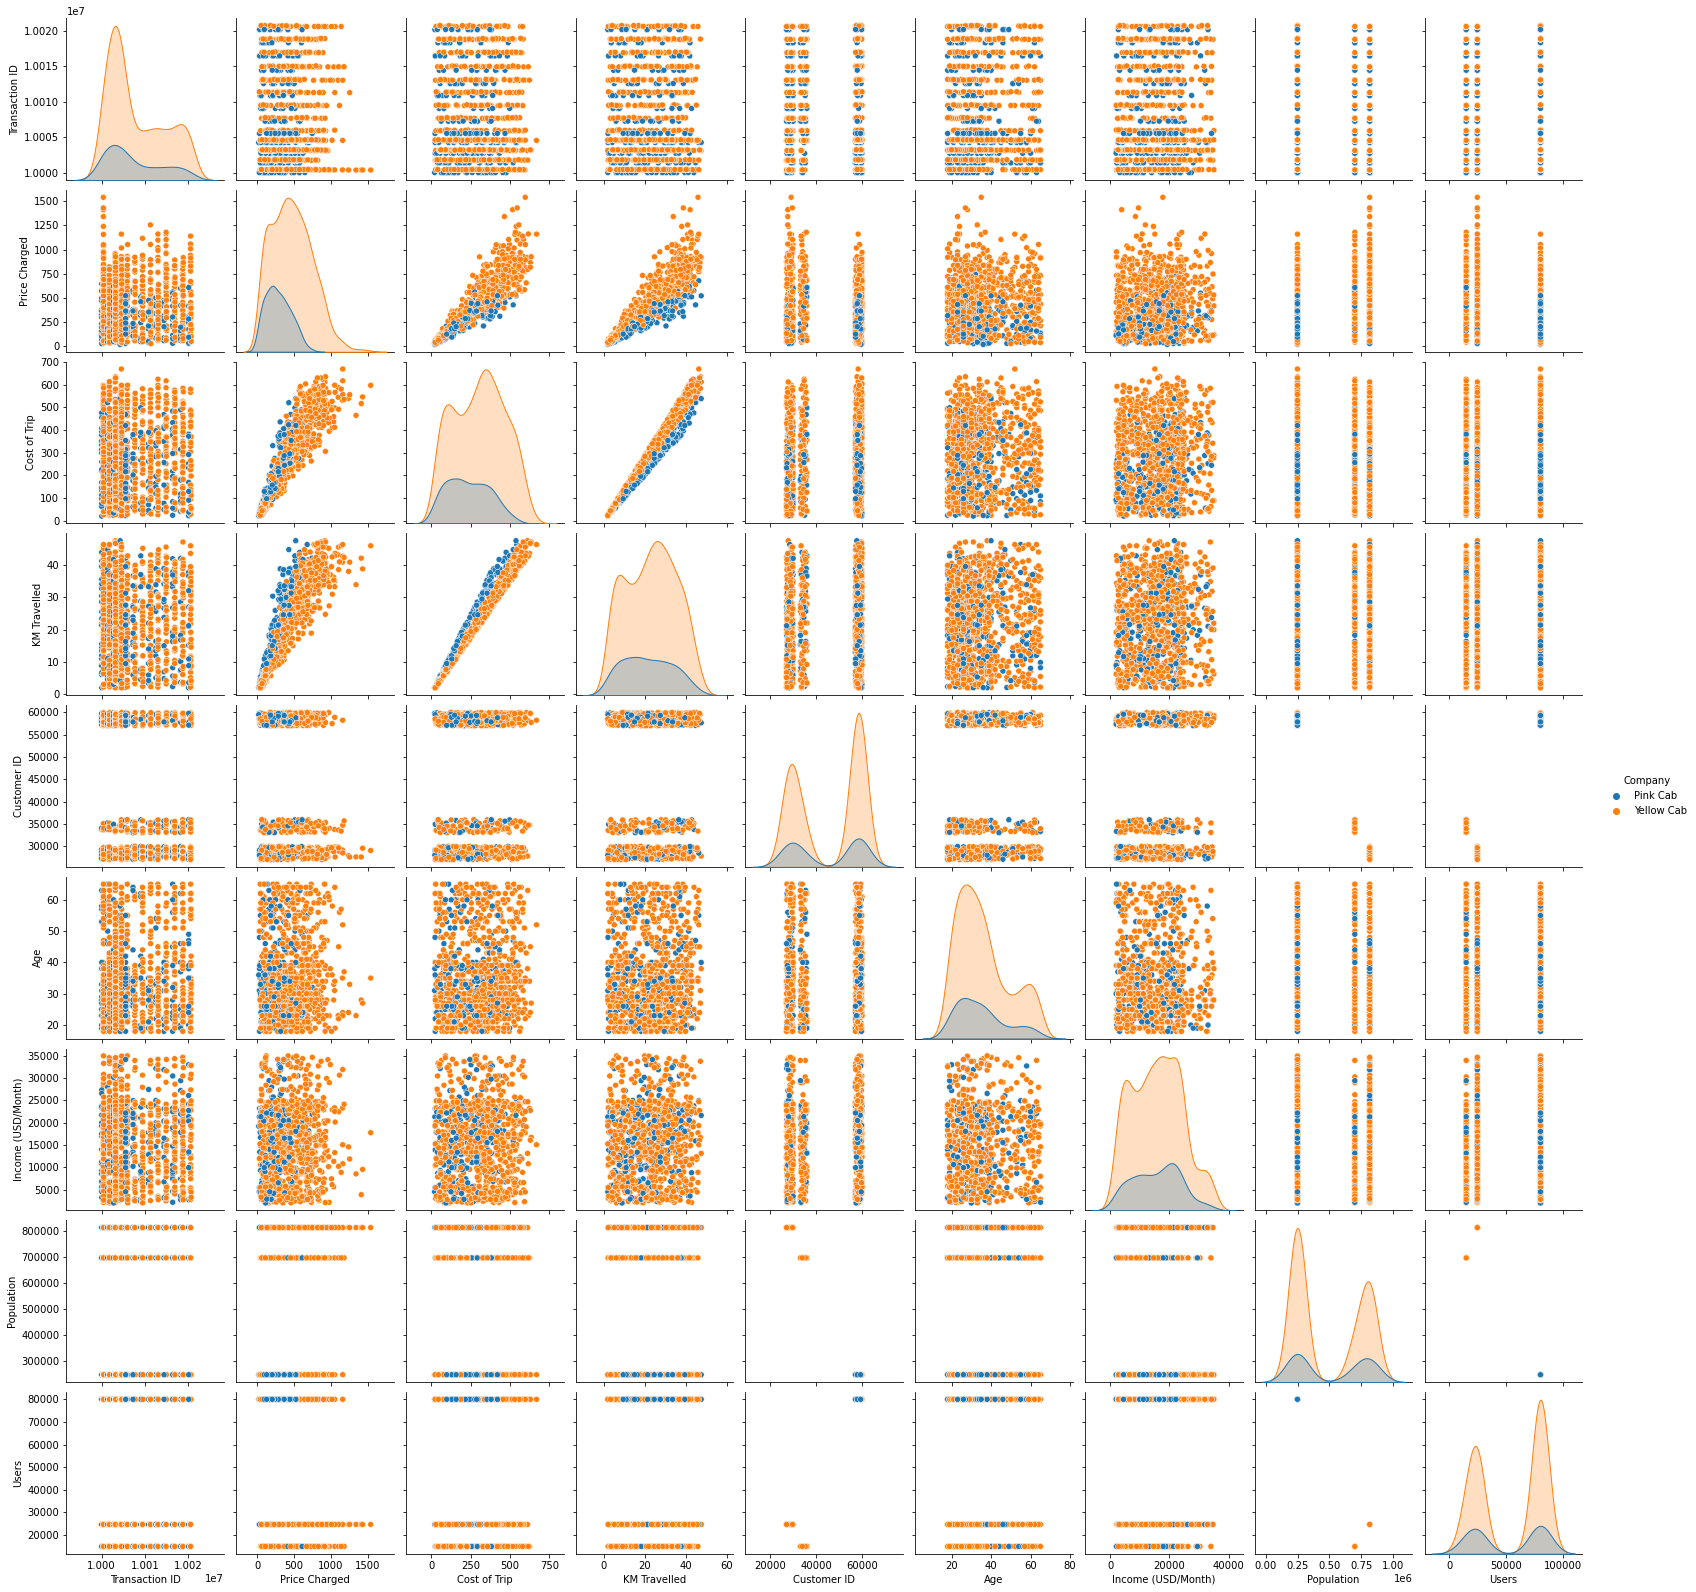 1e7
1.0020
1.0015
1.0010
1.0005
1.0000
Transaction ID
1500
1250
1000
750
500
250
0
Price Charged
700
600
500
400
300
200
100
0
Cost of Trip
40
30
20
10
0
KM Travelled
60000
55000
50000
45000
40000
35000
30000
Customer ID
Company
Pink Cab
Yellow Cab
60
50
40
30
20
Age
35000
30000
25000
20000
15000
10000
5000
Income (USD/Month)
800000
700000
600000
500000
400000
300000
Population
80000
70000
60000
50000
40000
30000
20000
Users
1.000 1.001 1.002
1e7
Transaction ID
0 500 1000 1500
Price Charged
0 250 500 750
Cost of Trip
0 20 40 60
KM Travelled
20000 40000 60000
Customer ID
20 40 60 80
Age
0 20000 40000
Income (USD/Month)
0.00 0.25 0.50 0.75 1.00
1e6
Population
0 50000 100000
Users